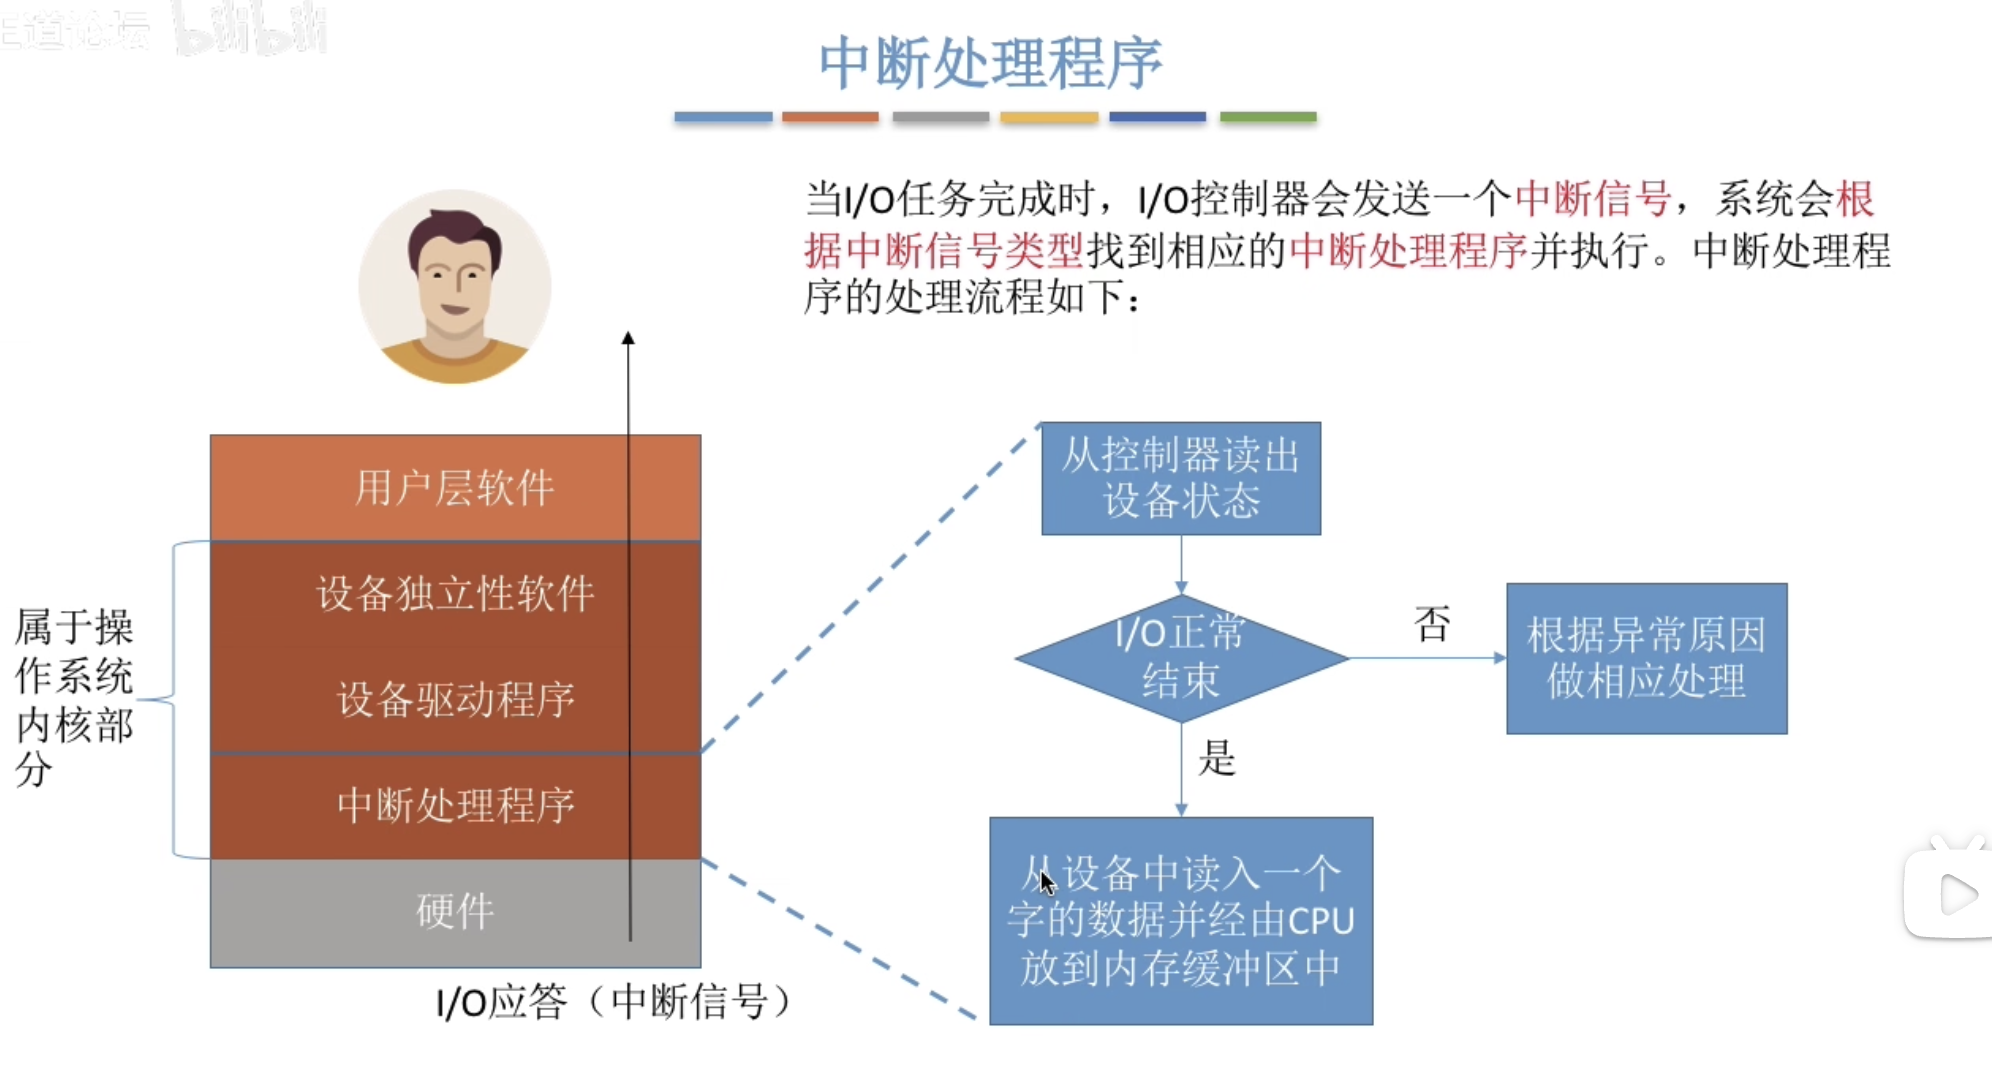 王道论坛 bilibili
中断处理程序
当I/O任务完成时，I/O控制器会发送一个中断信号，系统会根
据中断信号类型找到相应的中断处理程序并执行。中断处理程
序的处理流程如下：
用户层软件
设备独立性软件
设备驱动程序
中断处理程序
硬件
属于操
作系统
内核部
分
I/O应答（中断信号）
从控制器读出
设备状态
I/O正常
结束
否
根据异常原因
做相应处理
是
从设备中读入一个
字的数据并经由CPU
放到内存缓冲区中